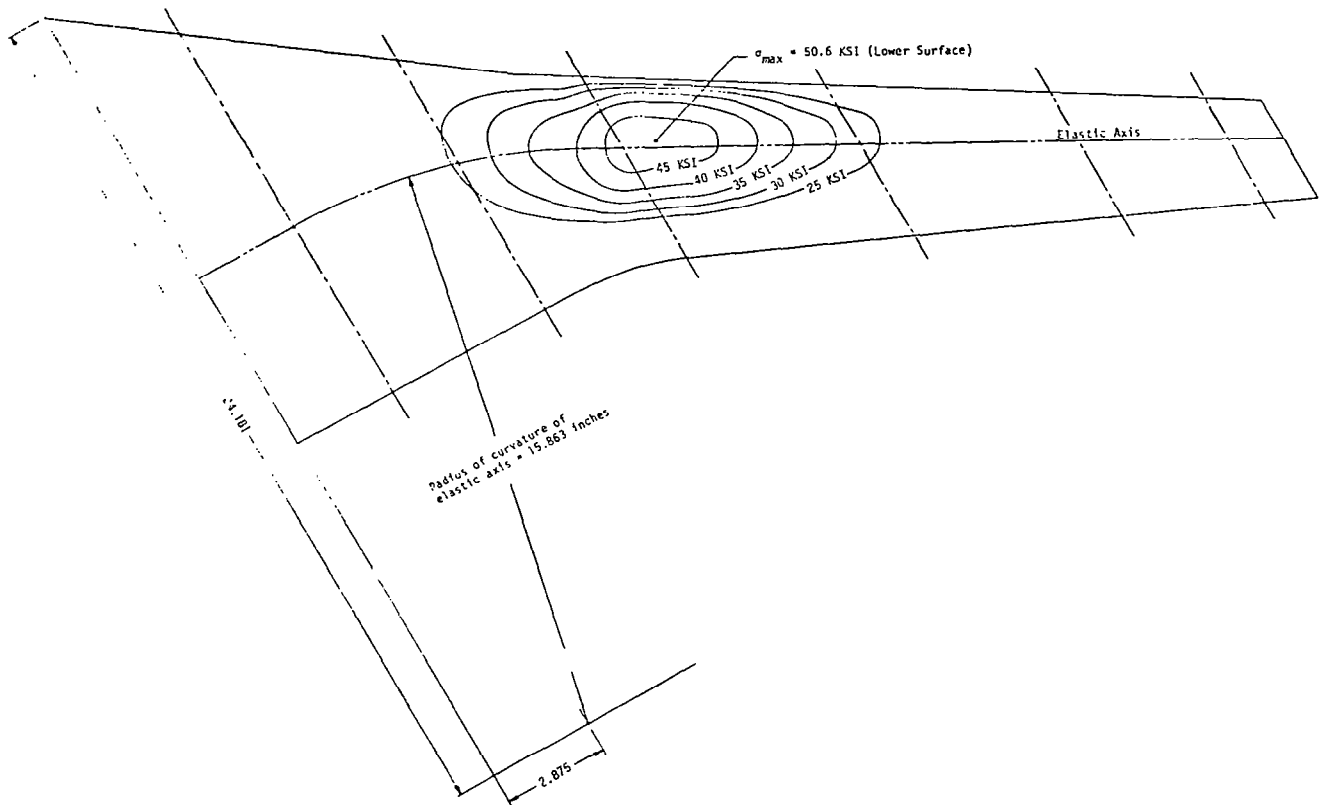 σmax = 50.6 KSI (Lower Surface)
Elastic Axis
45 KSI
40 KSI
35 KSI
30 KSI
25 KSI
Radius of curvature of
elastic axis = 15.863 inches
2.875